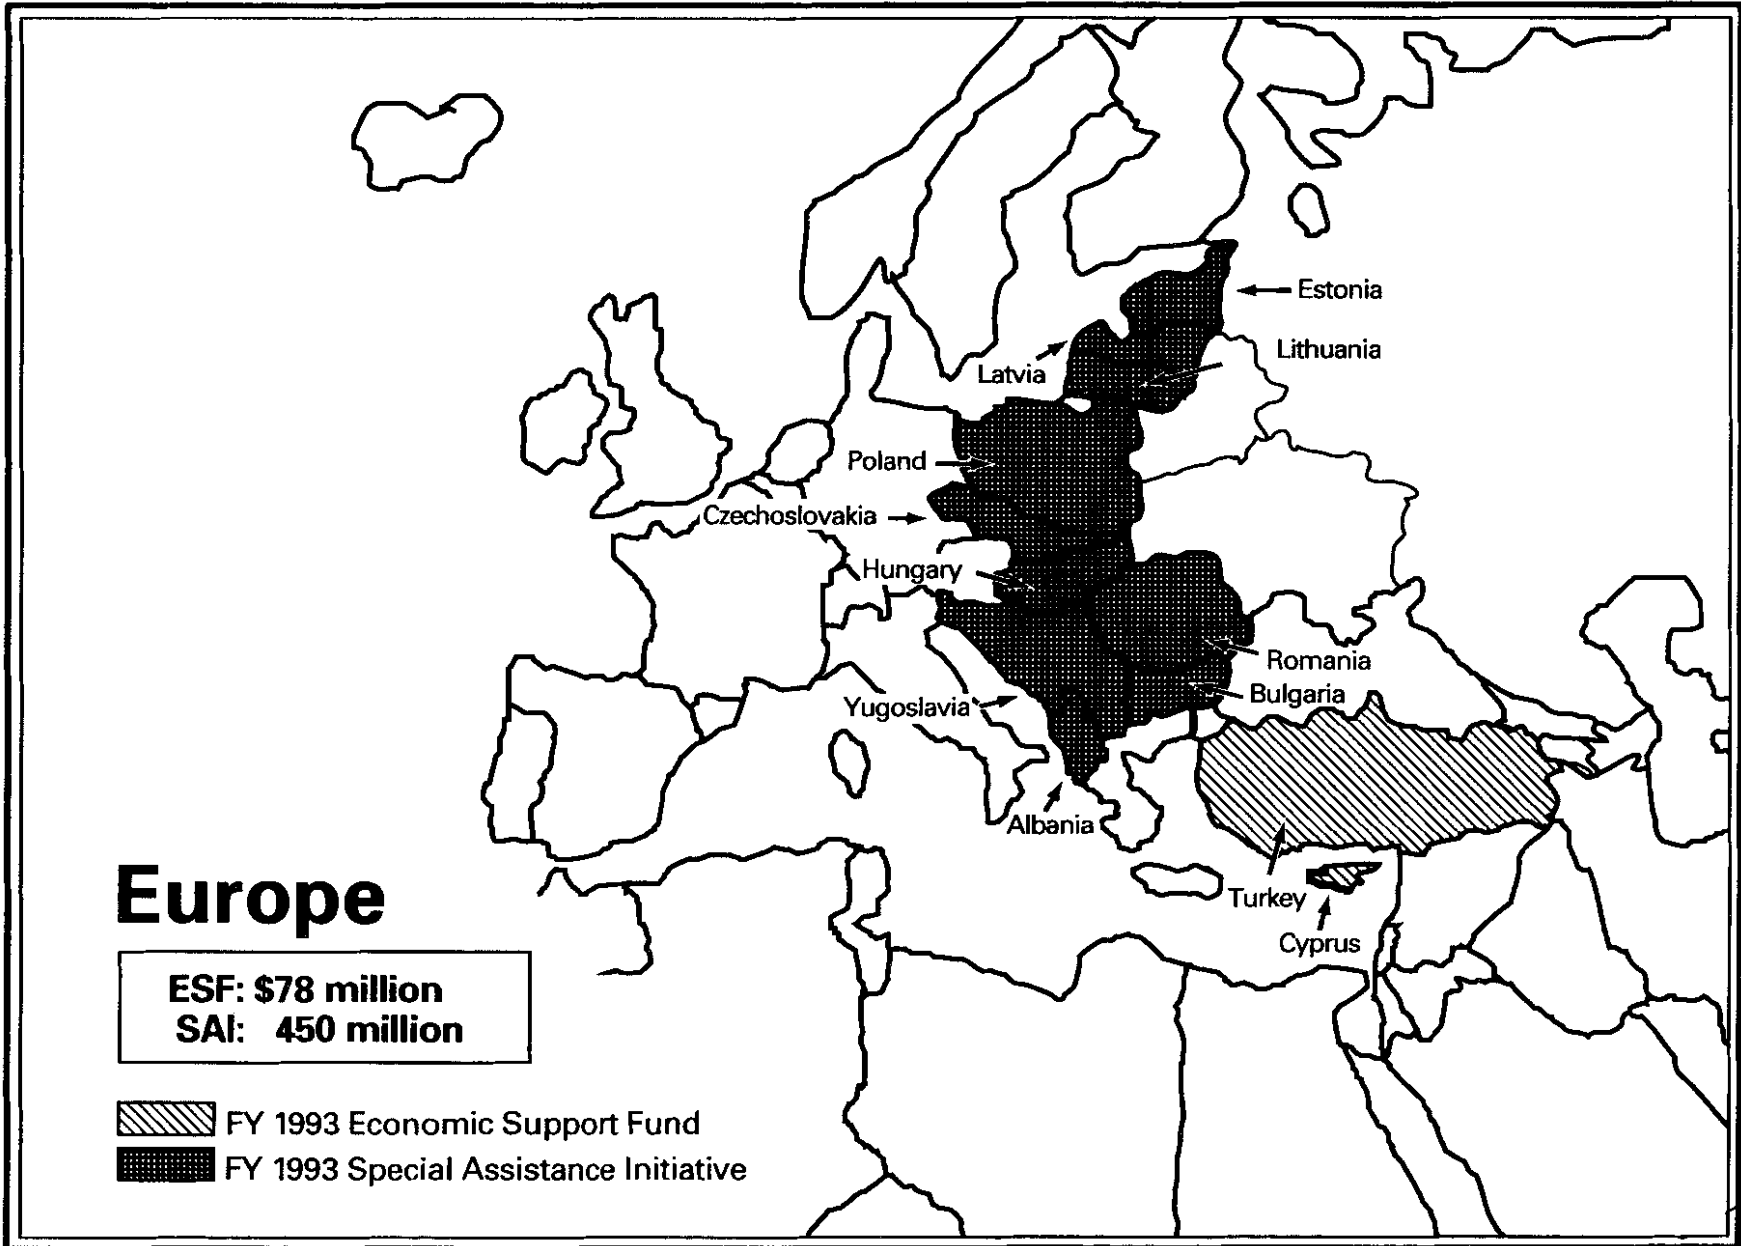 Estonia
Lithuania
Latvia
Poland
Czechoslovakia
Hungary
Romania
Bulgaria
Yugoslavia
Albania
Turkey
Cyprus
Europe
ESF: $78 million
SAI: 450 million
FY 1993 Economic Support Fund
FY 1993 Special Assistance Initiative